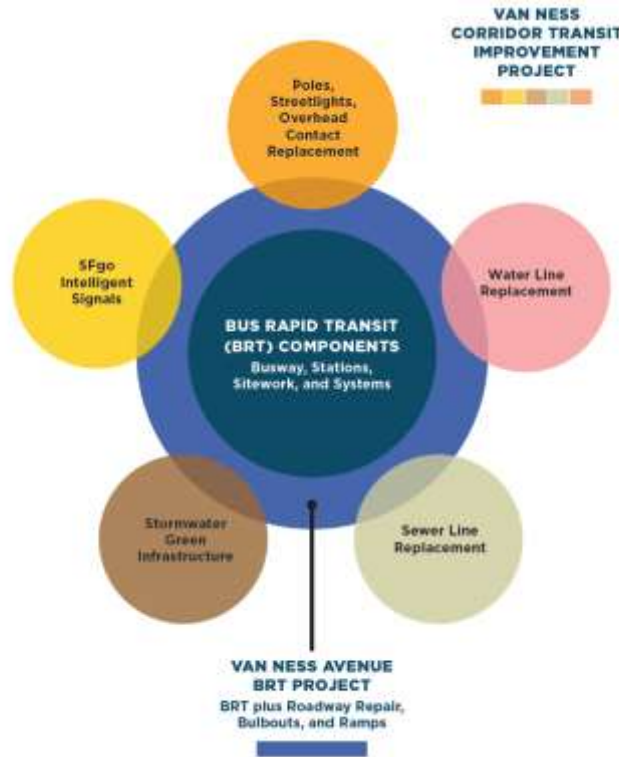 VAN NESS
CORRIDOR TRANSIT
IMPROVEMENT
PROJECT
Poles,
Streetlights,
Overhead
Contact
Replacement
SFgo
Intelligent
Signals
Water Line
Replacement
BUS RAPID TRANSIT
(BRT) COMPONENTS
Busway, Stations,
Sitework, and Systems
Stormwater
Green
Infrastructure
Sewer Line
Replacement
VAN NESS AVENUE
BRT PROJECT
BRT plus Roadway Repair,
Bulbouts, and Ramps